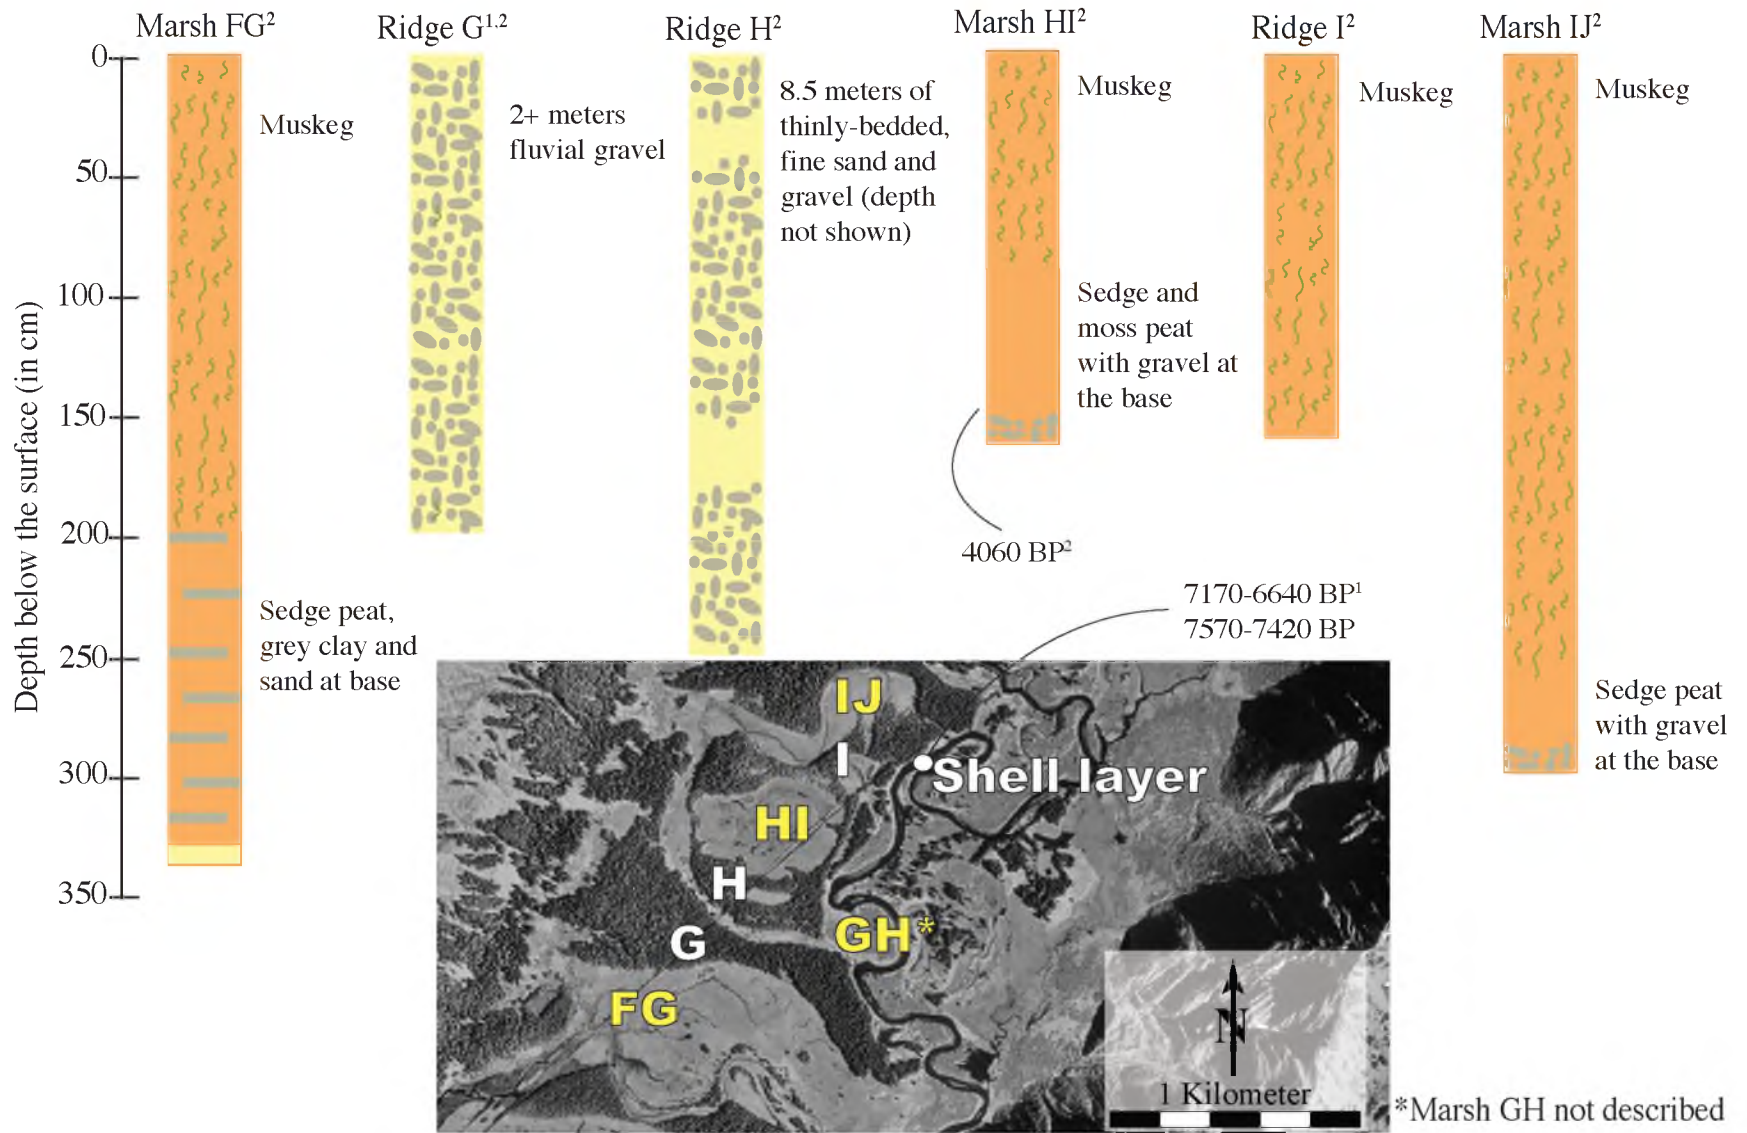 Marsh FG²
Ridge G¹,²
Ridge H²
Marsh HI²
Ridge I²
Marsh IJ²
Depth below the surface (in cm)
0
50
100
150
200
250
300
350
Muskeg
Sedge peat,
grey clay and
sand at base
2+ meters
fluvial gravel
8.5 meters of
thinly-bedded,
fine sand and
gravel (depth
not shown)
Muskeg
Sedge and
moss peat
with gravel at
the base
4060 BP²
Muskeg
7170-6640 BP¹
7570-7420 BP
Muskeg
Sedge peat
with gravel
at the base
IJ
I
Shell layer
HI
H
GH*
G
FG
N
1 Kilometer
*Marsh GH not described